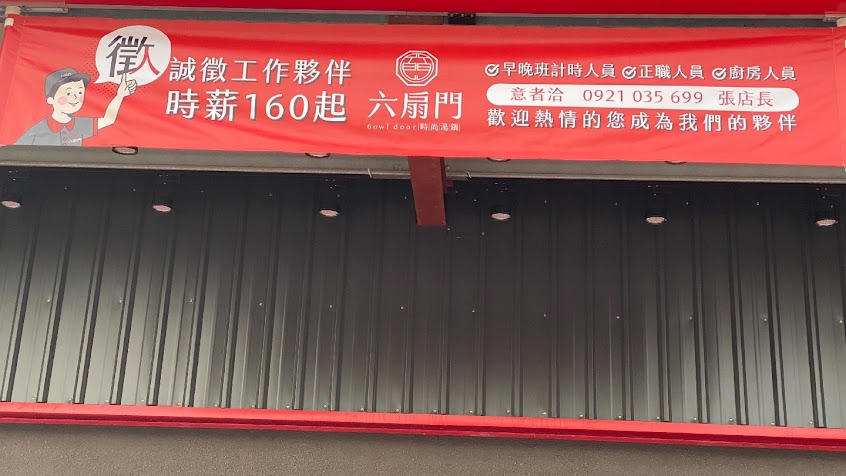 徵人
誠徵工作夥伴
時薪160起
六扇門
6owl door|時尚湯鍋|
早晚班計時人員 正職人員 廚房人員
意者洽 0921 035 699 張店長
歡迎熱情的您成為我們的夥伴